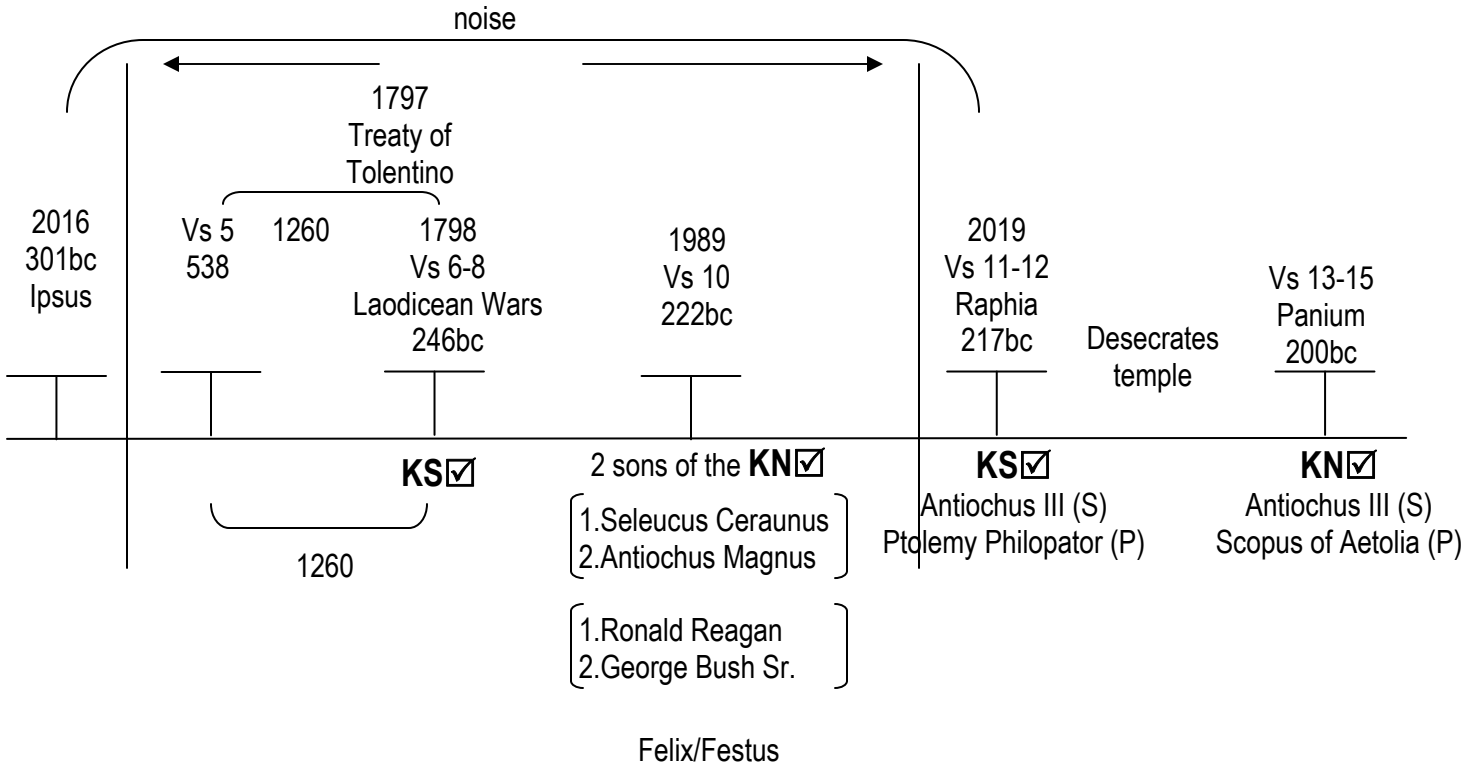 noise
1797
Treaty of
Tolentino
2016
301bc
Ipsus
Vs 5
538
1260
1798
Vs 6-8
Laodicean Wars
246bc
1989
Vs 10
222bc
2019
Vs 11-12
Raphia
217bc
Desecrates
temple
Vs 13-15
Panium
200bc
KS☑
1260
2 sons of the KN☑
1.Seleucus Ceraunus
2.Antiochus Magnus
1.Ronald Reagan
2.George Bush Sr.
Felix/Festus
KS☑
Antiochus III (S)
Ptolemy Philopator (P)
KN☑
Antiochus III (S)
Scopus of Aetolia (P)